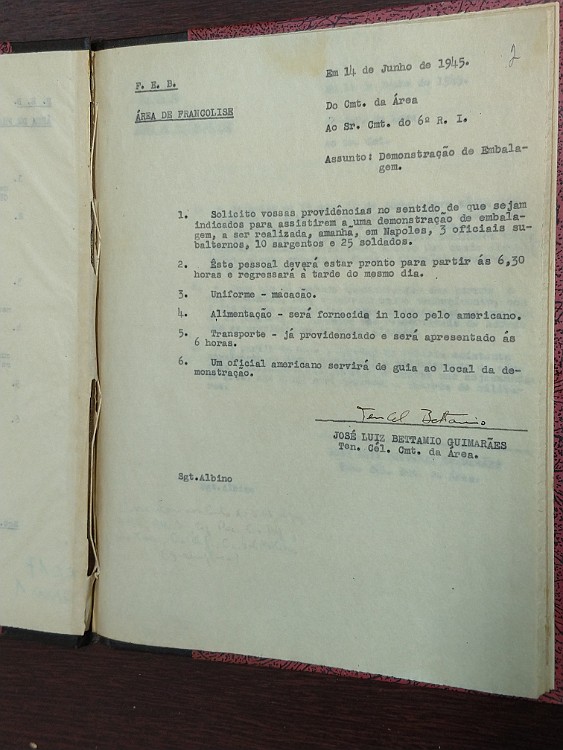 2
F. E. B.
ÁREA DE FRANCOLISE
Em 14 de Junho de 1945.
Do Cmt. da Área
Ao Sr. Cmt. do 6º R. I.
Assunto: Demonstração de Embala-
gem.
1. Solicito vossas providências no sentido de que sejam
indicados para assistirem a uma demonstração de embala-
gem, a ser realizada, amanha, em Napoles, 3 oficiais su-
balternos, 10 sargentos e 25 soldados.
2. Êste pessoal deverá estar pronto para partir ás 6,30
horas e regressará à tarde do mesmo dia.
3. Uniforme - macacão.
4. Alimentação - será fornecida in loco pelo americano.
5. Transporte - já providenciado e será apresentado ás
6 horas.
6. Um oficial americano servirá de guia ao local da de-
monstração.
Ten Cel Bettamio
JOSÉ LUIZ BETTAMIO GUIMARÃES
Ten. Cél. Cmt. da Área.
Sgt.Albino